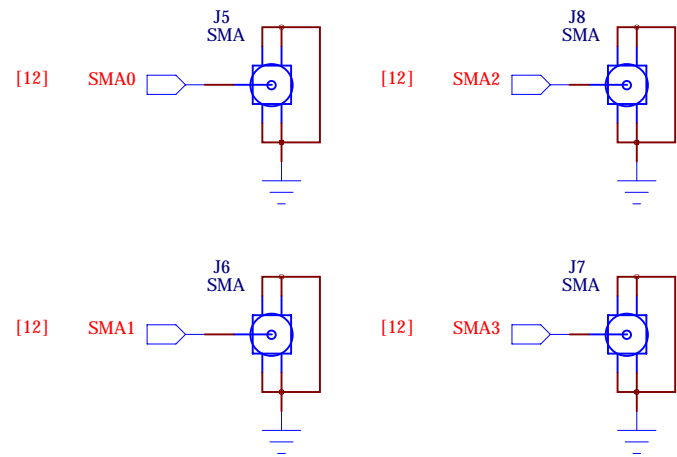 J5
SMA
[12] SMA0
J8
SMA
[12] SMA2
J6
SMA
[12] SMA1
J7
SMA
[12] SMA3